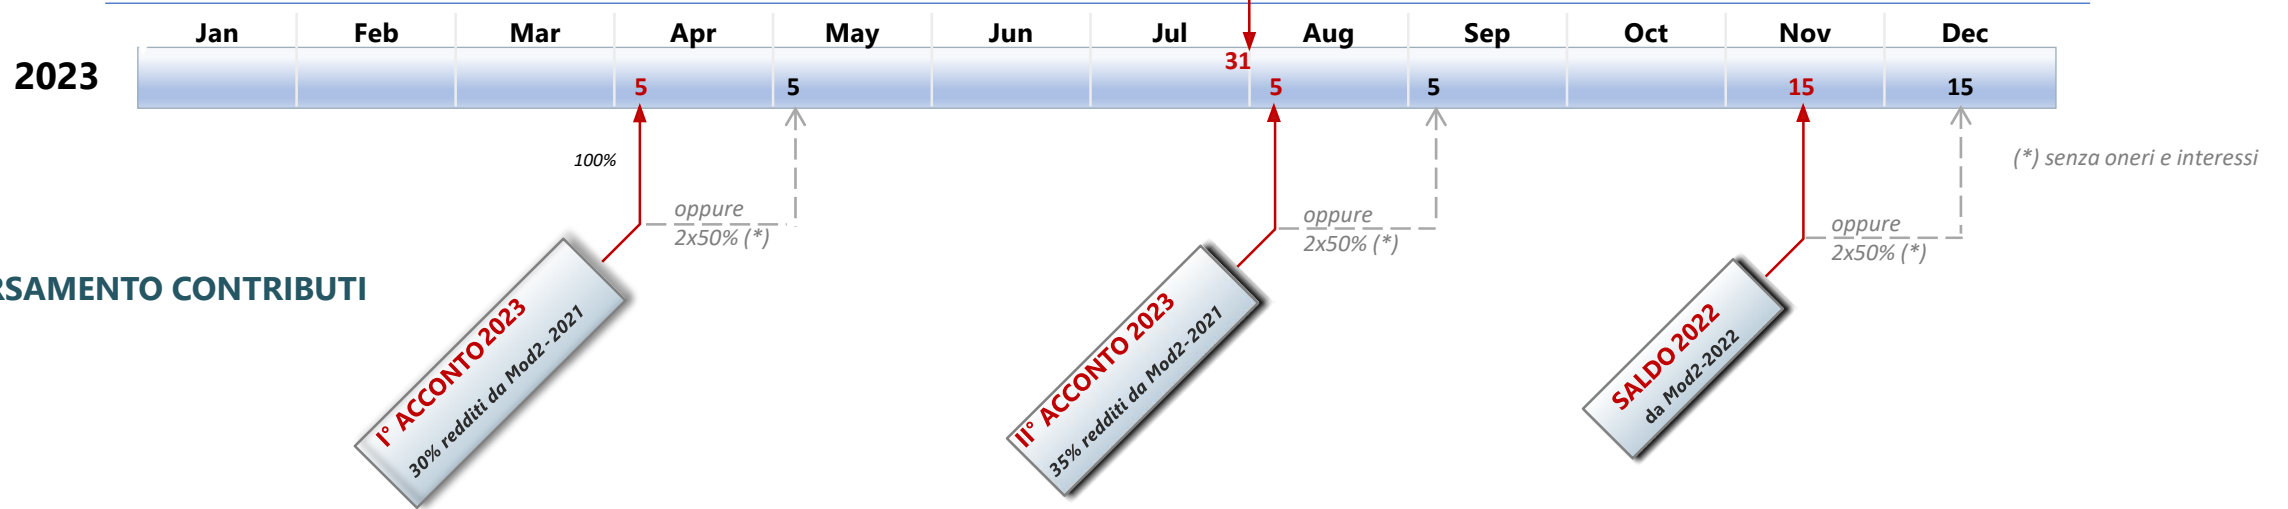 Jan Feb Mar Apr May Jun Jul Aug Sep Oct Nov Dec
2023
31
5 5 5 5 15 15
100%
(*) senza oneri e interessi
oppure
2x50% (*)
oppure
2x50% (*)
oppure
2x50% (*)
RSAMENTO CONTRIBUTI
I° ACCONTO 2023
30% redditi da Mod2-2021
II° ACCONTO 2023
35% redditi da Mod2-2021
SALDO 2022
da Mod2-2022